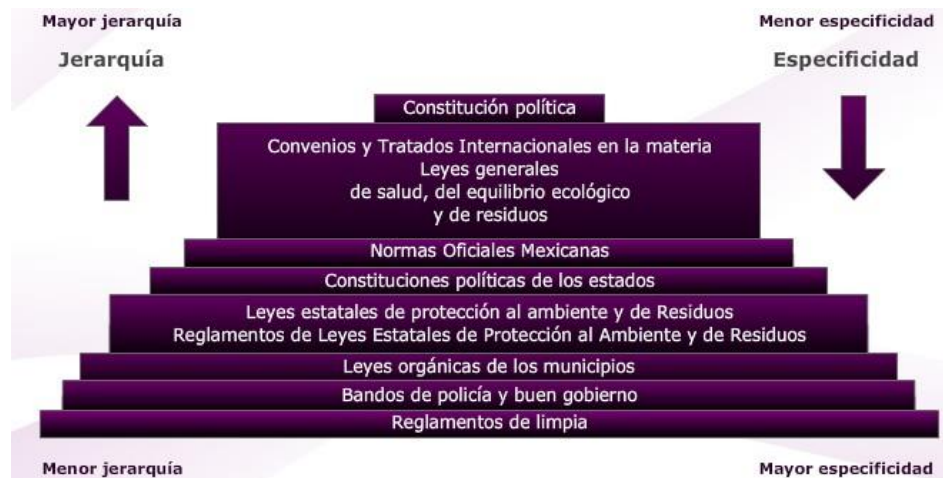 Mayor jerarquía
Menor especificidad
Jerarquía
Especificidad
Constitución política
Convenios y Tratados Internacionales en la materia
Leyes generales
de salud, del equilibrio ecológico
y de residuos
Normas Oficiales Mexicanas
Constituciones políticas de los estados
Leyes estatales de protección al ambiente y de Residuos
Reglamentos de Leyes Estatales de Protección al Ambiente y de Residuos
Leyes orgánicas de los municipios
Bandos de policía y buen gobierno
Reglamentos de limpia
Menor jerarquía
Mayor especificidad